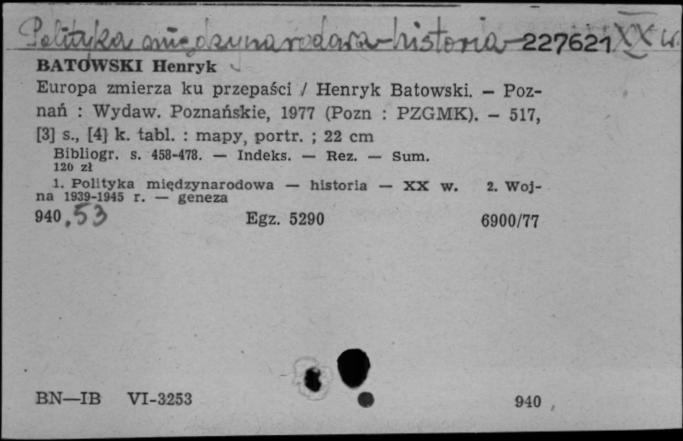 Polityka międzynarodowa - historia - 227621 XX w.
BATOWSKI Henryk
Europa zmierza ku przepaści / Henryk Batowski. — Poz-
nań : Wydaw. Poznańskie, 1977 (Pozn : PZGMK). — 517,
[3] s., [4] k. tabl. : mapy, portr. ; 22 cm
Bibliogr. s. 458-478. — Indeks. — Rez. — Sum.
120 zł
1. Polityka międzynarodowa — historia — XX w. 2. Woj-
na 1939-1945 r. — geneza
940.53 Egz. 5290 6900/77
BN—IB VI-3253 940